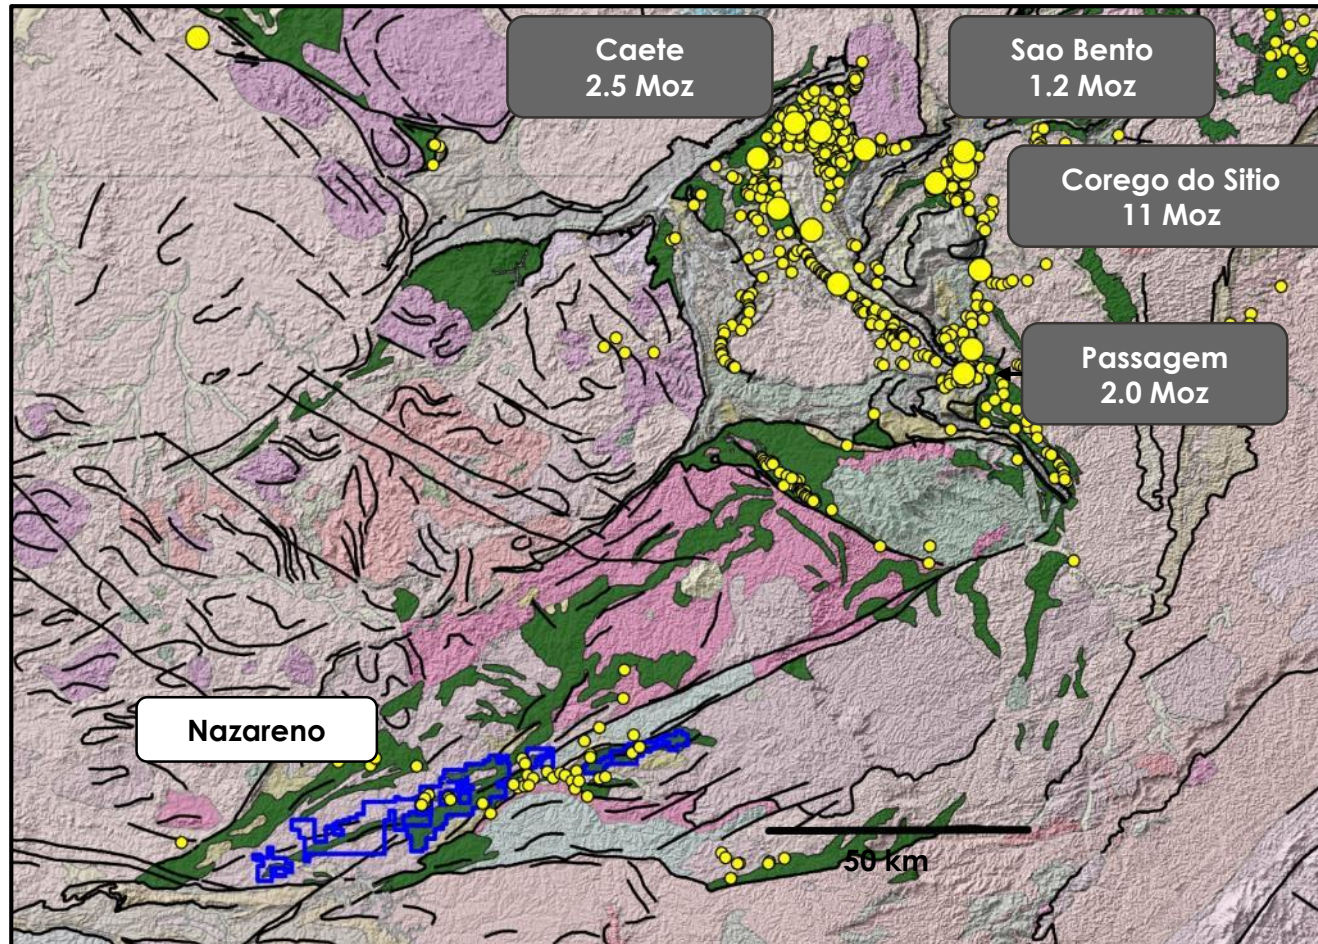 Caete
2.5 Moz
Sao Bento
1.2 Moz
Corego do Sitio
11 Moz
Passagem
2.0 Moz
Nazareno
50 km